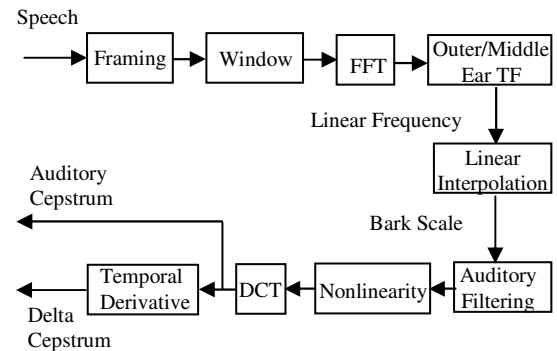 Speech
Framing
Window
FFT
Outer/Middle
Ear TF
Linear Frequency
Linear
Interpolation
Bark Scale
Auditory
Filtering
Nonlinearity
DCT
Temporal
Derivative
Auditory
Cepstrum
Delta
Cepstrum